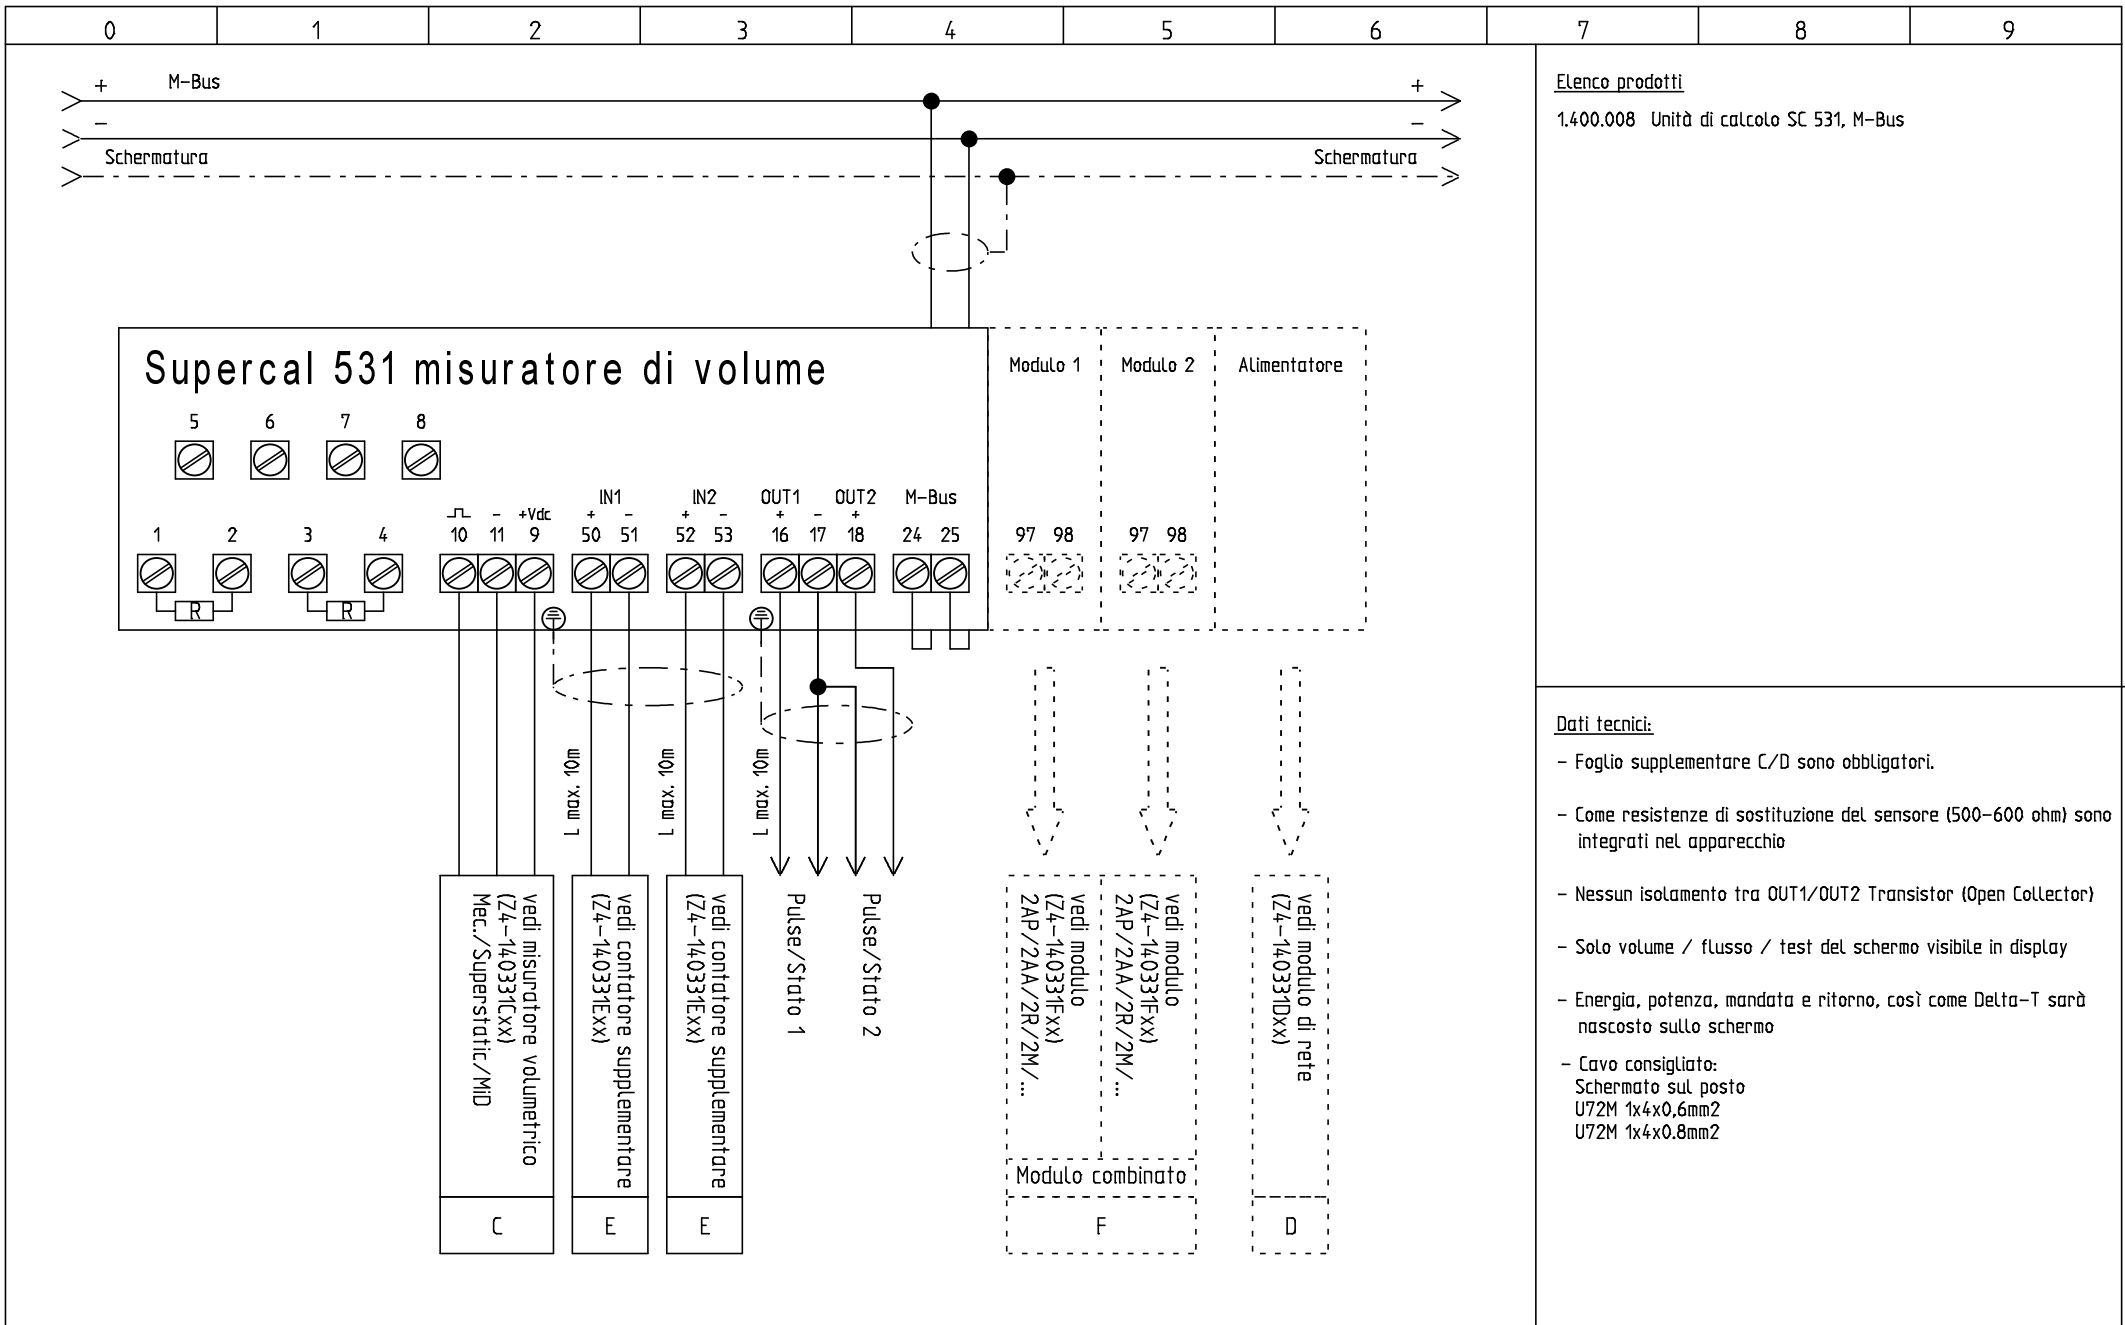 0 1 2 3 4 5 6 7 8 9
+ M-Bus +
- -
Schermatura Schermatura
Supercal 531 misuratore di volume
Modulo 1 Modulo 2 Alimentatore
5 6 7 8
IN1 IN2 OUT1 OUT2 M-Bus
- +Vdc + - + - + - +
1 2 3 4 10 11 9 50 51 52 53 16 17 18 24 25 97 98 97 98
R R
L max. 10m
L max. 10m
L max. 10m
vedi misuratore volumetrico
(Z4-140331Cxx)
Mec./Superstatic/MiD
C
vedi contatore supplementare
(Z4-140331Exx)
E
vedi contatore supplementare
(Z4-140331Exx)
E
Pulse/Stato 1
Pulse/Stato 2
vedi modulo
(Z4-140331Fxx)
2AP/2AA/2R/2M/...
vedi modulo
(Z4-140331Fxx)
2AP/2AA/2R/2M/...
Modulo combinato
F
vedi modulo di rete
(Z4-140331Dxx)
D
Elenco prodotti
1.400.008 Unità di calcolo SC 531, M-Bus
Dati tecnici:
- Foglio supplementare C/D sono obbligatori.
- Come resistenze di sostituzione del sensore (500-600 ohm) sono
integrati nel apparecchio
- Nessun isolamento tra OUT1/OUT2 Transistor (Open Collector)
- Solo volume / flusso / test del schermo visibile in display
- Energia, potenza, mandata e ritorno, così come Delta-T sarà
nascosto sullo schermo
- Cavo consigliato:
Schermato sul posto
U72M 1x4x0,6mm2
U72M 1x4x0.8mm2